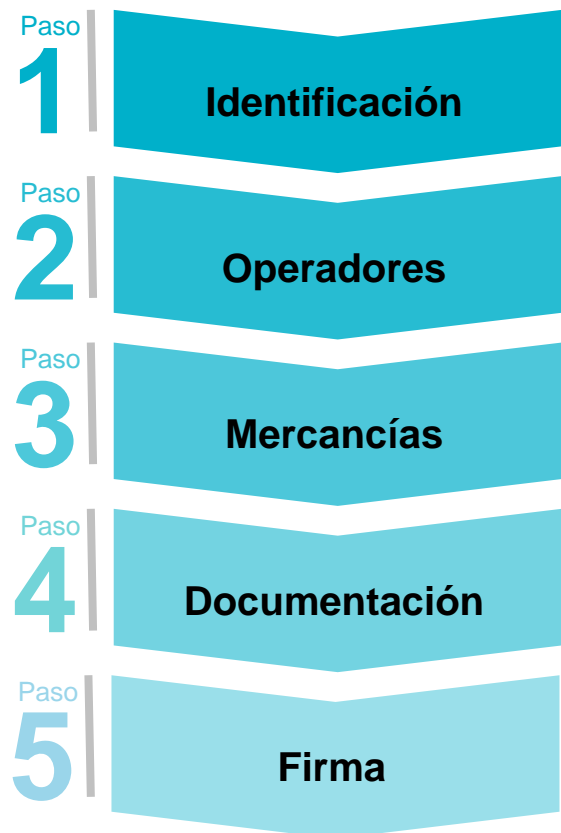 Paso
1
Identificación
Paso
2
Operadores
Paso
3
Mercancías
Paso
4
Documentación
Paso
5
Firma